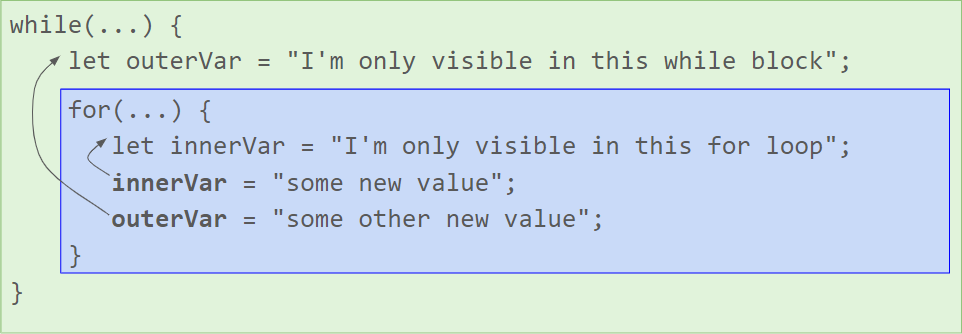 while(...) {
let outerVar = "I'm only visible in this while block";
for(...) {
let innerVar = "I'm only visible in this for loop";
innerVar = "some new value";
outerVar = "some other new value";
}
}